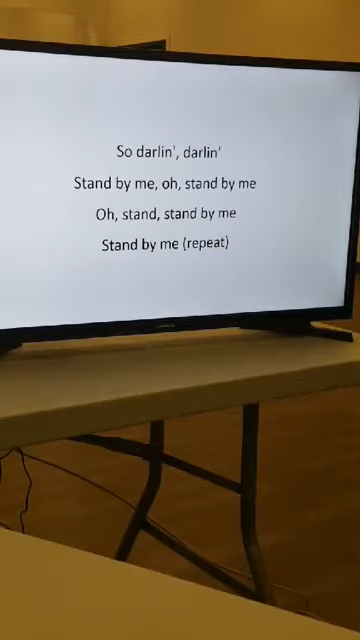 So darlin', darlin'
Stand by me, oh, stand by me
Oh, stand, stand by me
Stand by me (repeat)